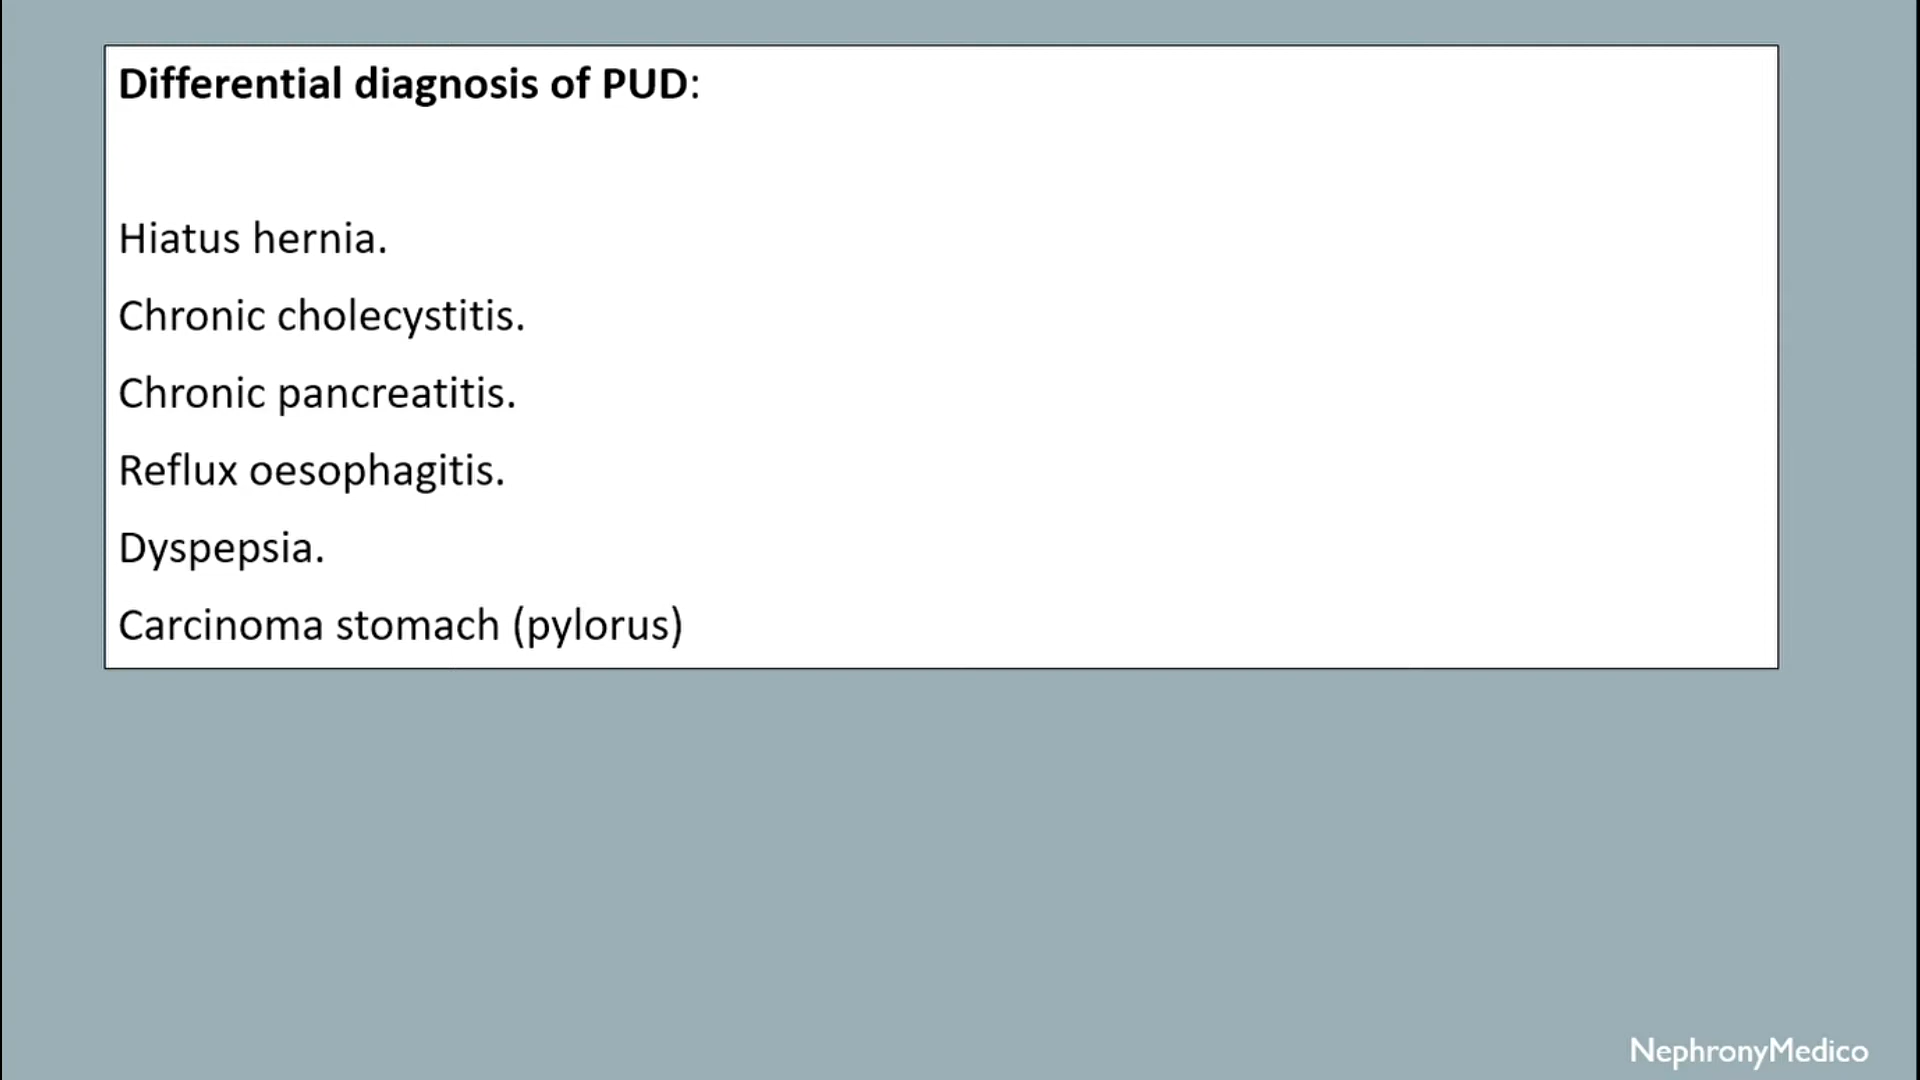 Differential diagnosis of PUD:
Hiatus hernia.
Chronic cholecystitis.
Chronic pancreatitis.
Reflux oesophagitis.
Dyspepsia.
Carcinoma stomach (pylorus)
NephronyMedico